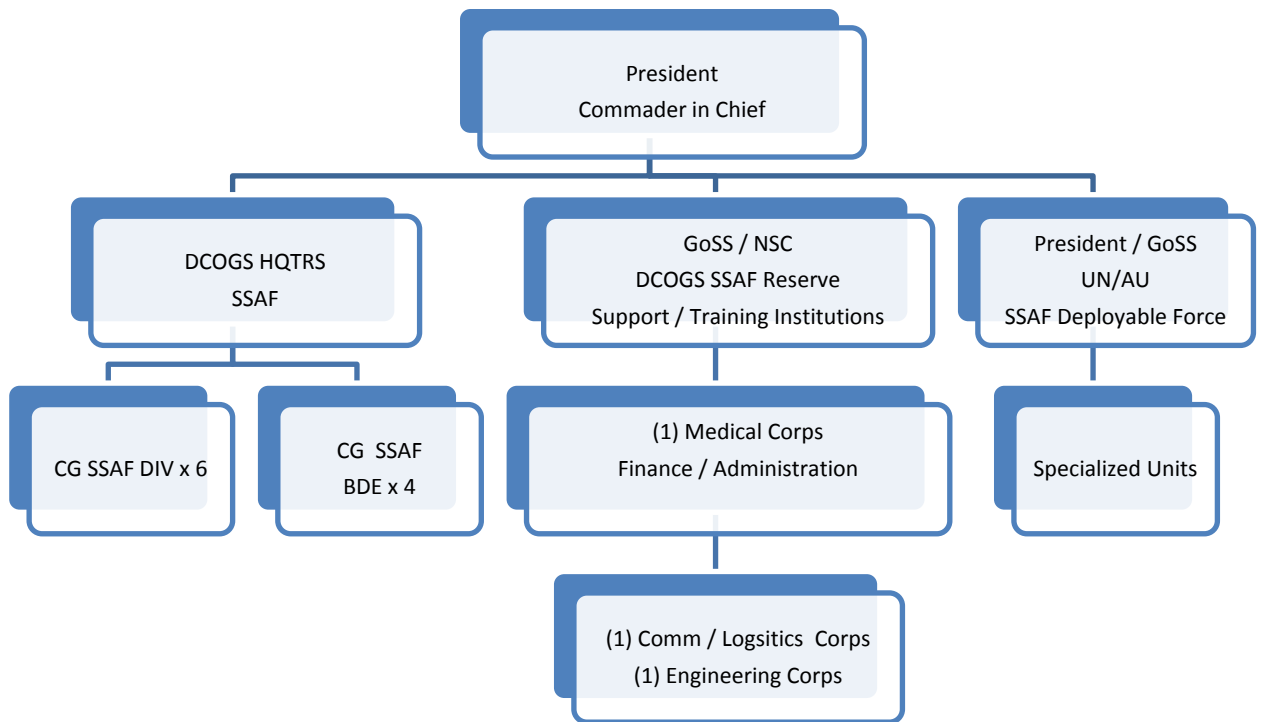 President
Commader in Chief
DCOGS HQTRS
SSAF
GoSS / NSC
DCOGS SSAF Reserve
Support / Training Institutions
President / GoSS
UN/AU
SSAF Deployable Force
CG SSAF DIV x 6
CG SSAF
BDE x 4
(1) Medical Corps
Finance / Administration
Specialized Units
(1) Comm / Logsitics Corps
(1) Engineering Corps